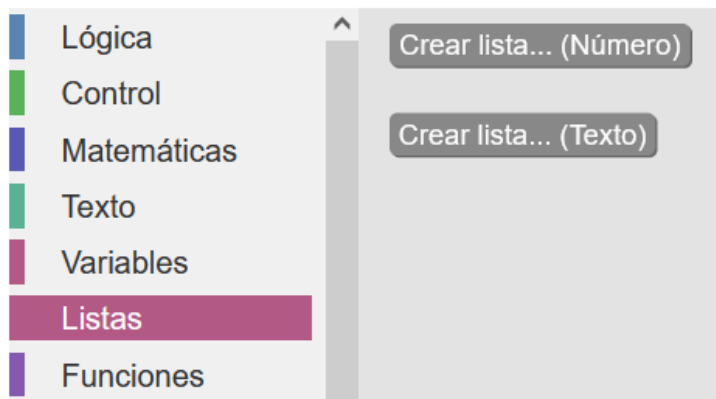 Lógica
Control
Matemáticas
Texto
Variables
Listas
Funciones
Crear lista... (Número)
Crear lista... (Texto)